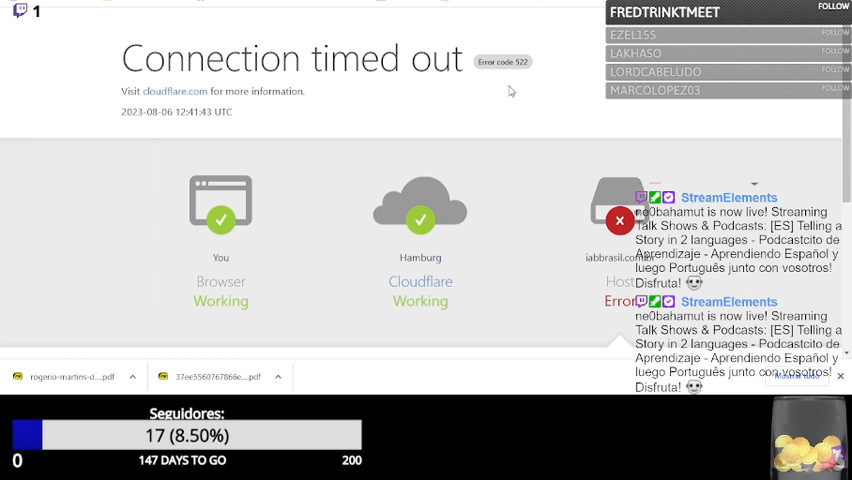 1
FREDTRINKTMEET FOLLOW
EZEL155 FOLLOW
LAKHASO FOLLOW
LORDCABELUDO FOLLOW
MARCOLOPEZ03 FOLLOW
Connection timed out Error code 522
Visit cloudflare.com for more information.
2023-08-06 12:41:43 UTC
You
Browser
Working
Hamburg
Cloudflare
Working
iabbrasil.com.br
Host
Error
StreamElements
ne0bahamut is now live! Streaming
Talk Shows & Podcasts: [ES] Telling a
Story in 2 languages - Podcastcito de
Aprendizaje - Aprendiendo Español y
luego Português junto con vosotros!
Disfruta!
StreamElements
ne0bahamut is now live! Streaming
Talk Shows & Podcasts: [ES] Telling a
Story in 2 languages - Podcastcito de
Aprendizaje - Aprendiendo Español y
luego Português junto con vosotros!
Disfruta!
rogerio-martins-d....pdf
37ee5560767866e....pdf
Mostrar tudo
Seguidores:
17 (8.50%)
0 147 DAYS TO GO 200